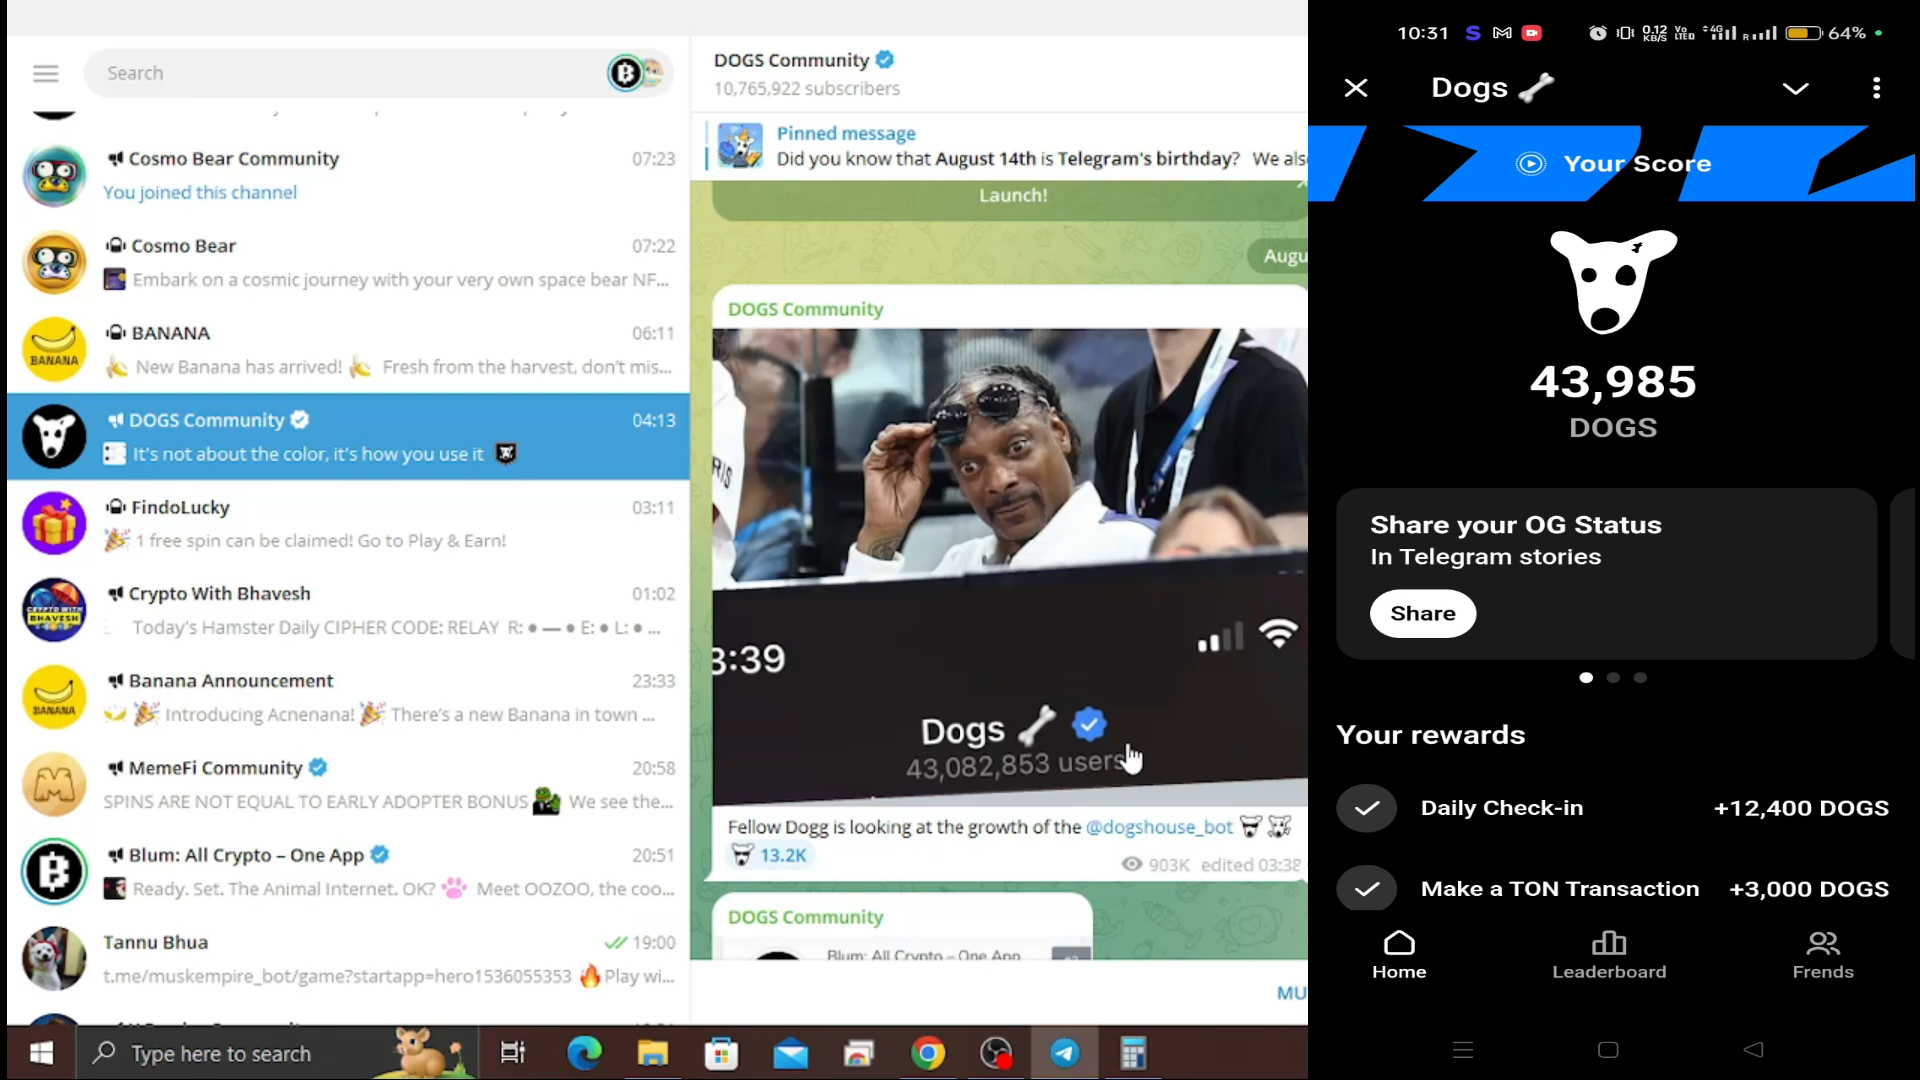 Search
Cosmo Bear Community
07:23
You joined this channel
Cosmo Bear
07:22
Embark on a cosmic journey with your very own space bear NF...
BANANA
06:11
BANANA
New Banana has arrived! Fresh from the harvest, don't mis...
DOGS Community
04:13
It's not about the color, it's how you use it
FindoLucky
03:11
1 free spin can be claimed! Go to Play & Earn!
Crypto With Bhavesh
01:02
CRYPTO WITH
BHAVESH
Today's Hamster Daily CIPHER CODE: RELAY R: ● — ● E: ● L: ● ...
Banana Announcement
23:33
BANANA
Introducing Acnenana! There's a new Banana in town ...
MemeFi Community
20:58
SPINS ARE NOT EQUAL TO EARLY ADOPTER BONUS We see the...
Blum: All Crypto – One App
20:51
Ready. Set. The Animal Internet. OK? Meet OOZOO, the coo...
Tannu Bhua
19:00
t.me/muskempire_bot/game?startapp=hero1536055353 Play wi...
Type here to search
DOGS Community
10,765,922 subscribers
Pinned message
Did you know that August 14th is Telegram's birthday? We als
Launch!
Augu
DOGS Community
3:39
Dogs
43,082,853 users
Fellow Dogg is looking at the growth of the @dogshouse_bot
13.2K
903K edited 03:38
DOGS Community
Blum: All Crypto – One App
MU
10:31
0.12
KB/S
Vo
LTE
4G
R
64%
Dogs
Your Score
43,985
DOGS
Share your OG Status
In Telegram stories
Share
Your rewards
Daily Check-in
+12,400 DOGS
Make a TON Transaction
+3,000 DOGS
Home
Leaderboard
Frends